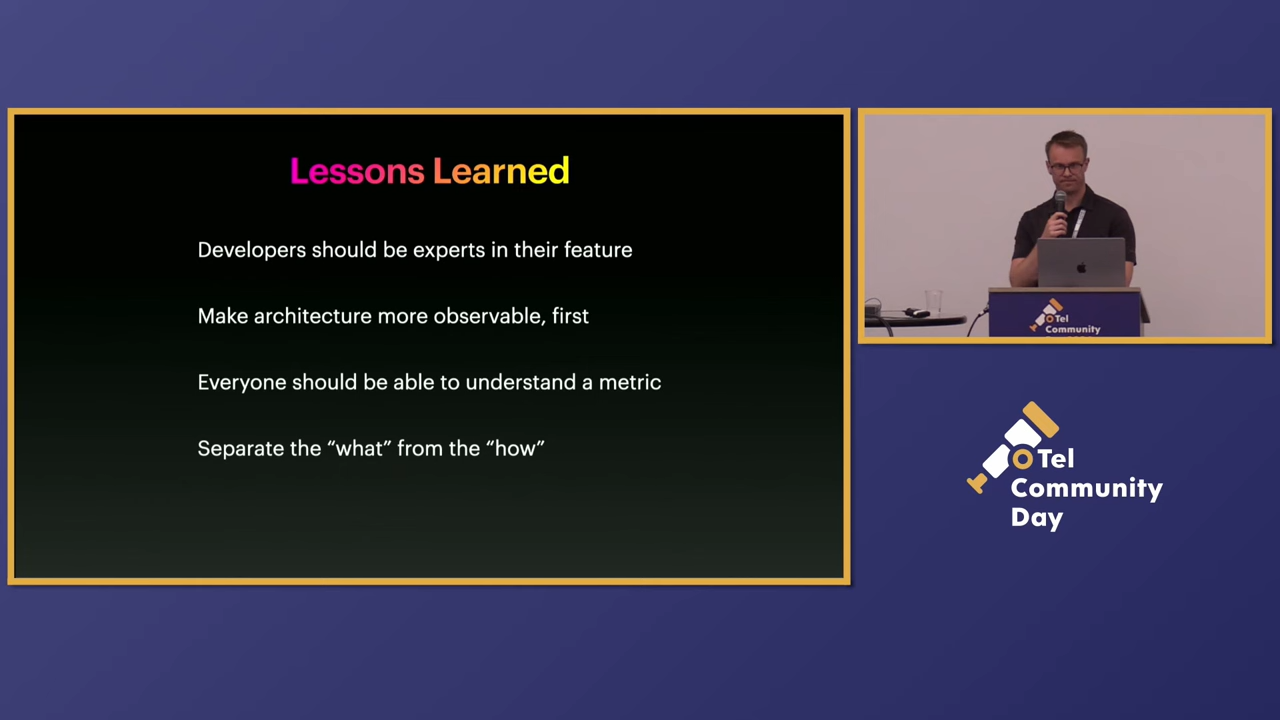 Lessons Learned
Developers should be experts in their feature
Make architecture more observable, first
Everyone should be able to understand a metric
Separate the “what” from the “how”
OTel
Community
OTel
Community
Day